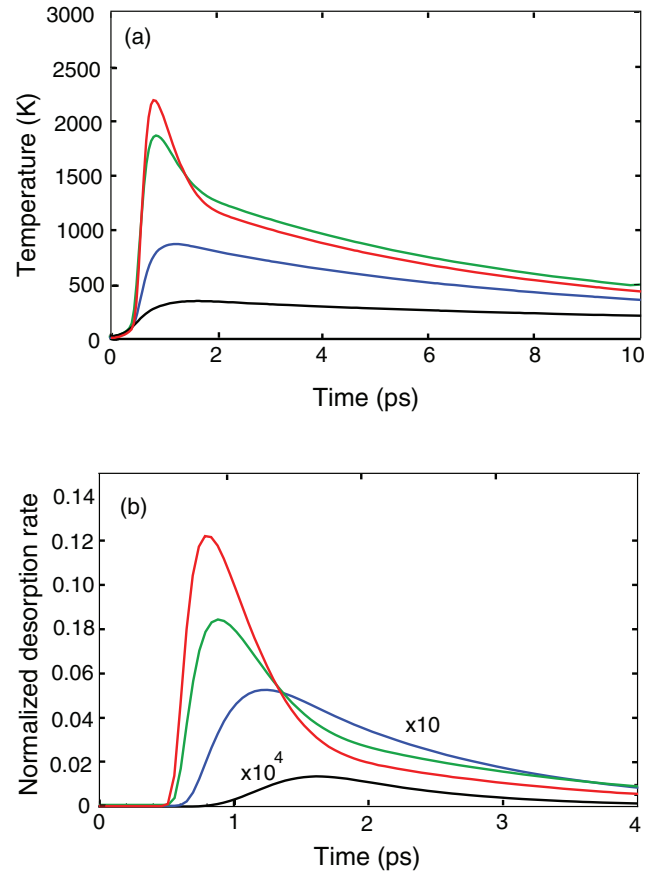 3000
(a)
2500
2000
1500
1000
500
0
0 2 4 6 8 10
Temperature (K)
Time (ps)
0.14
(b)
0.12
0.10
0.18
0.06
0.04
0.02
0
x10
x10^4
0 1 2 3 4
Normalized desorption rate
Time (ps)